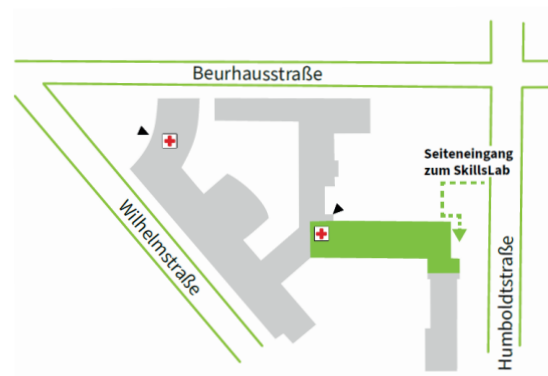 Beurhausstraße
Seiteneingang
zum SkillsLab
Wilhelmstraße
Humboldtstraße